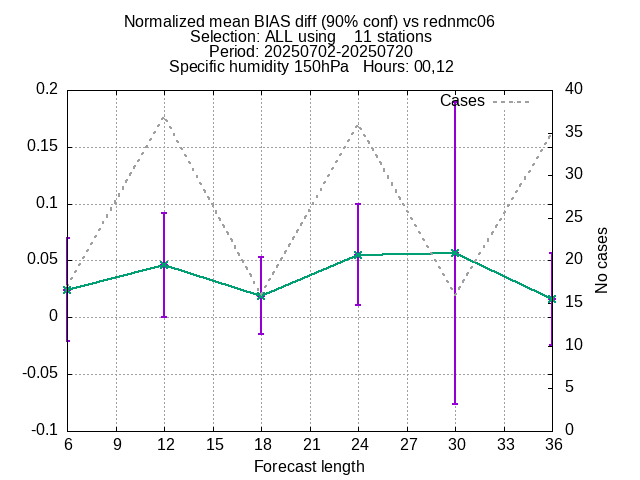 Normalized mean BIAS diff (90% conf) vs rednmc06
Selection: ALL using    11 stations
Period: 20250702-20250720
Specific humidity 150hPa   Hours: 00,12
Cases
0.2
0.15
0.1
0.05
0
-0.05
-0.1
40
35
30
25
20
15
10
5
0
No cases
6 9 12 15 18 21 24 27 30 33 36
Forecast length